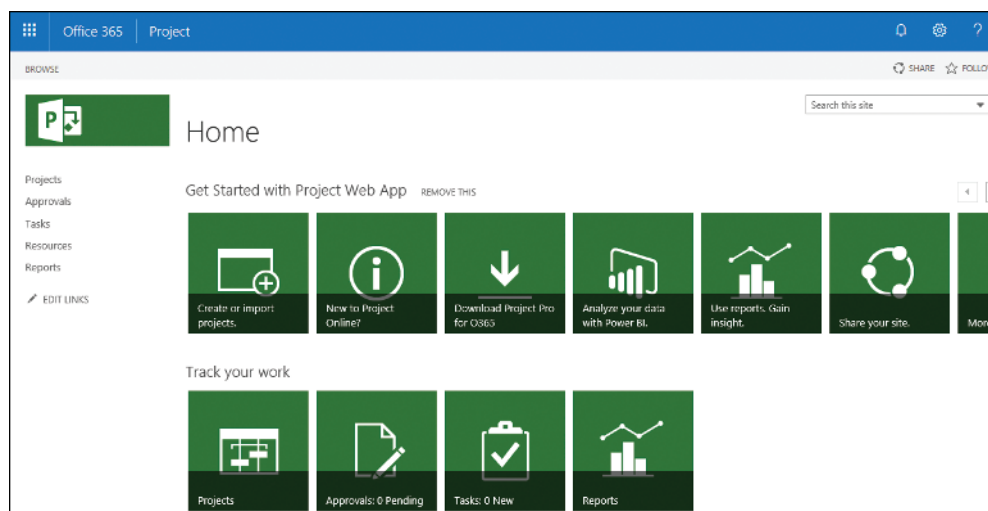 Office 365 Project ?
BROWSE SHARE FOLLO
P
Search this site
Home
Projects
Approvals
Tasks
Resources
Reports
EDIT LINKS
Get Started with Project Web App REMOVE THIS
Create or import
projects.
New to Project
Online?
Download Project Pro
for O365
Analyze your data
with Power BI.
Use reports. Gain
insight.
Share your site.
More
Track your work
Projects
Approvals: 0 Pending
Tasks: 0 New
Reports